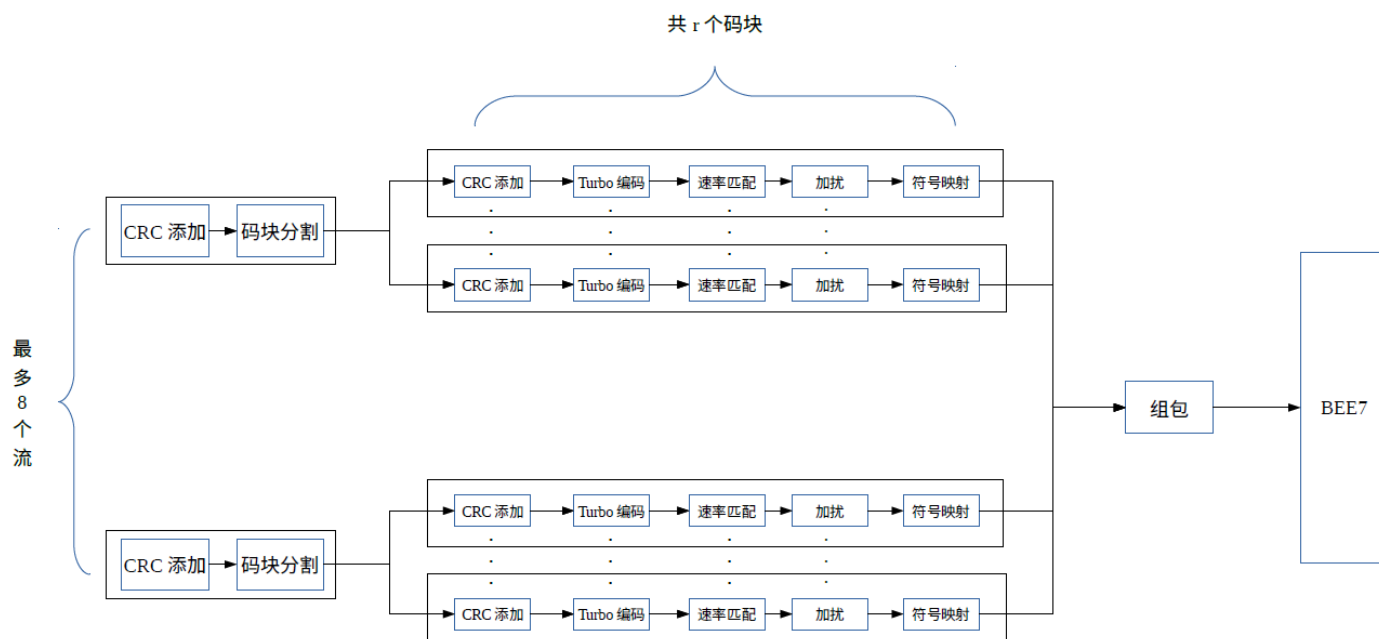 共 r 个码块
CRC 添加 Turbo 编码 速率匹配 加扰 符号映射
CRC 添加 码块分割
CRC 添加 Turbo 编码 速率匹配 加扰 符号映射
最多8个流
组包
BEE7
CRC 添加 Turbo 编码 速率匹配 加扰 符号映射
CRC 添加 码块分割
CRC 添加 Turbo 编码 速率匹配 加扰 符号映射